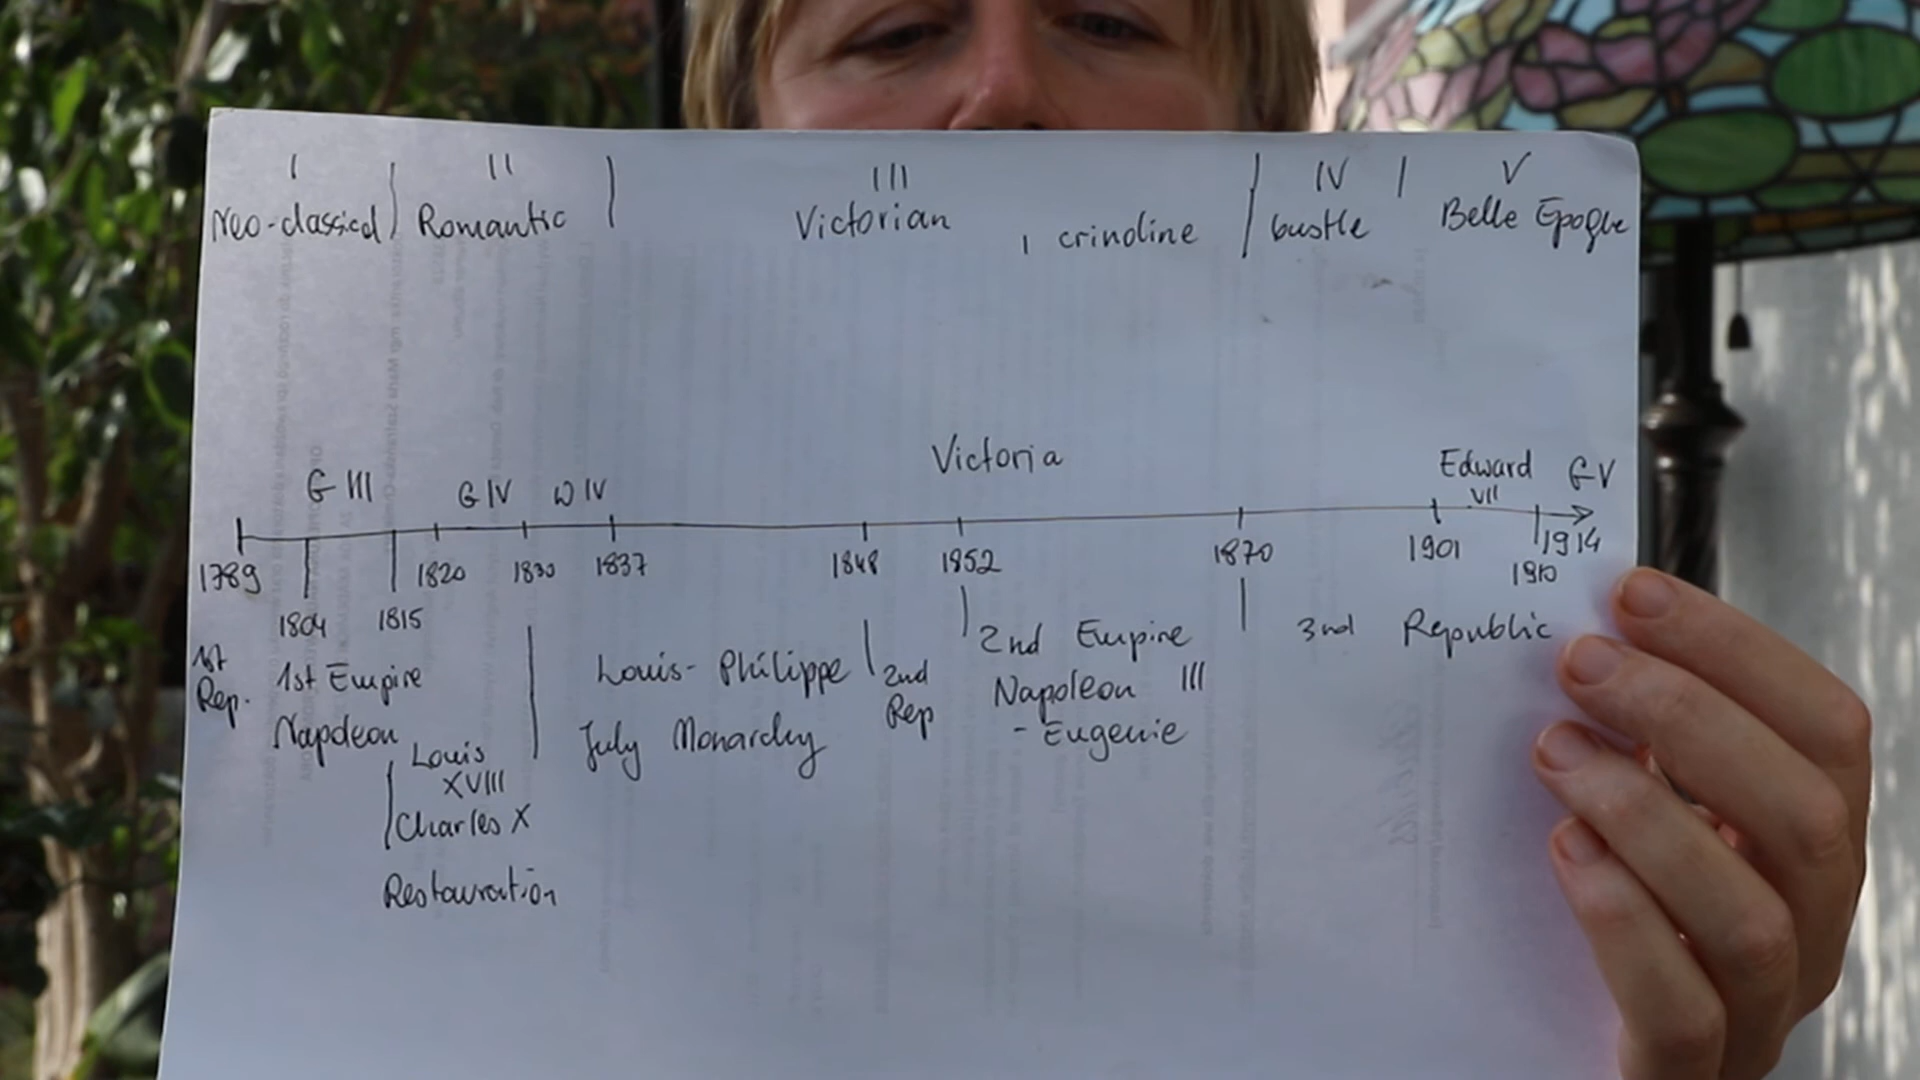 I II III IV V
Neo-classical Romantic Victorian crinoline bustle Belle Epoque
Victoria
G III G IV W IV Edward VII G V
1789 1804 1815 1820 1830 1837 1848 1852 1870 1901 1910 1914
1st Rep.
1st Empire
Napoleon
Louis XVIII
Charles X
Restauration
Louis-Philippe
July Monarchy
2nd Rep
2nd Empire
Napoleon III
- Eugenie
3nd Republic